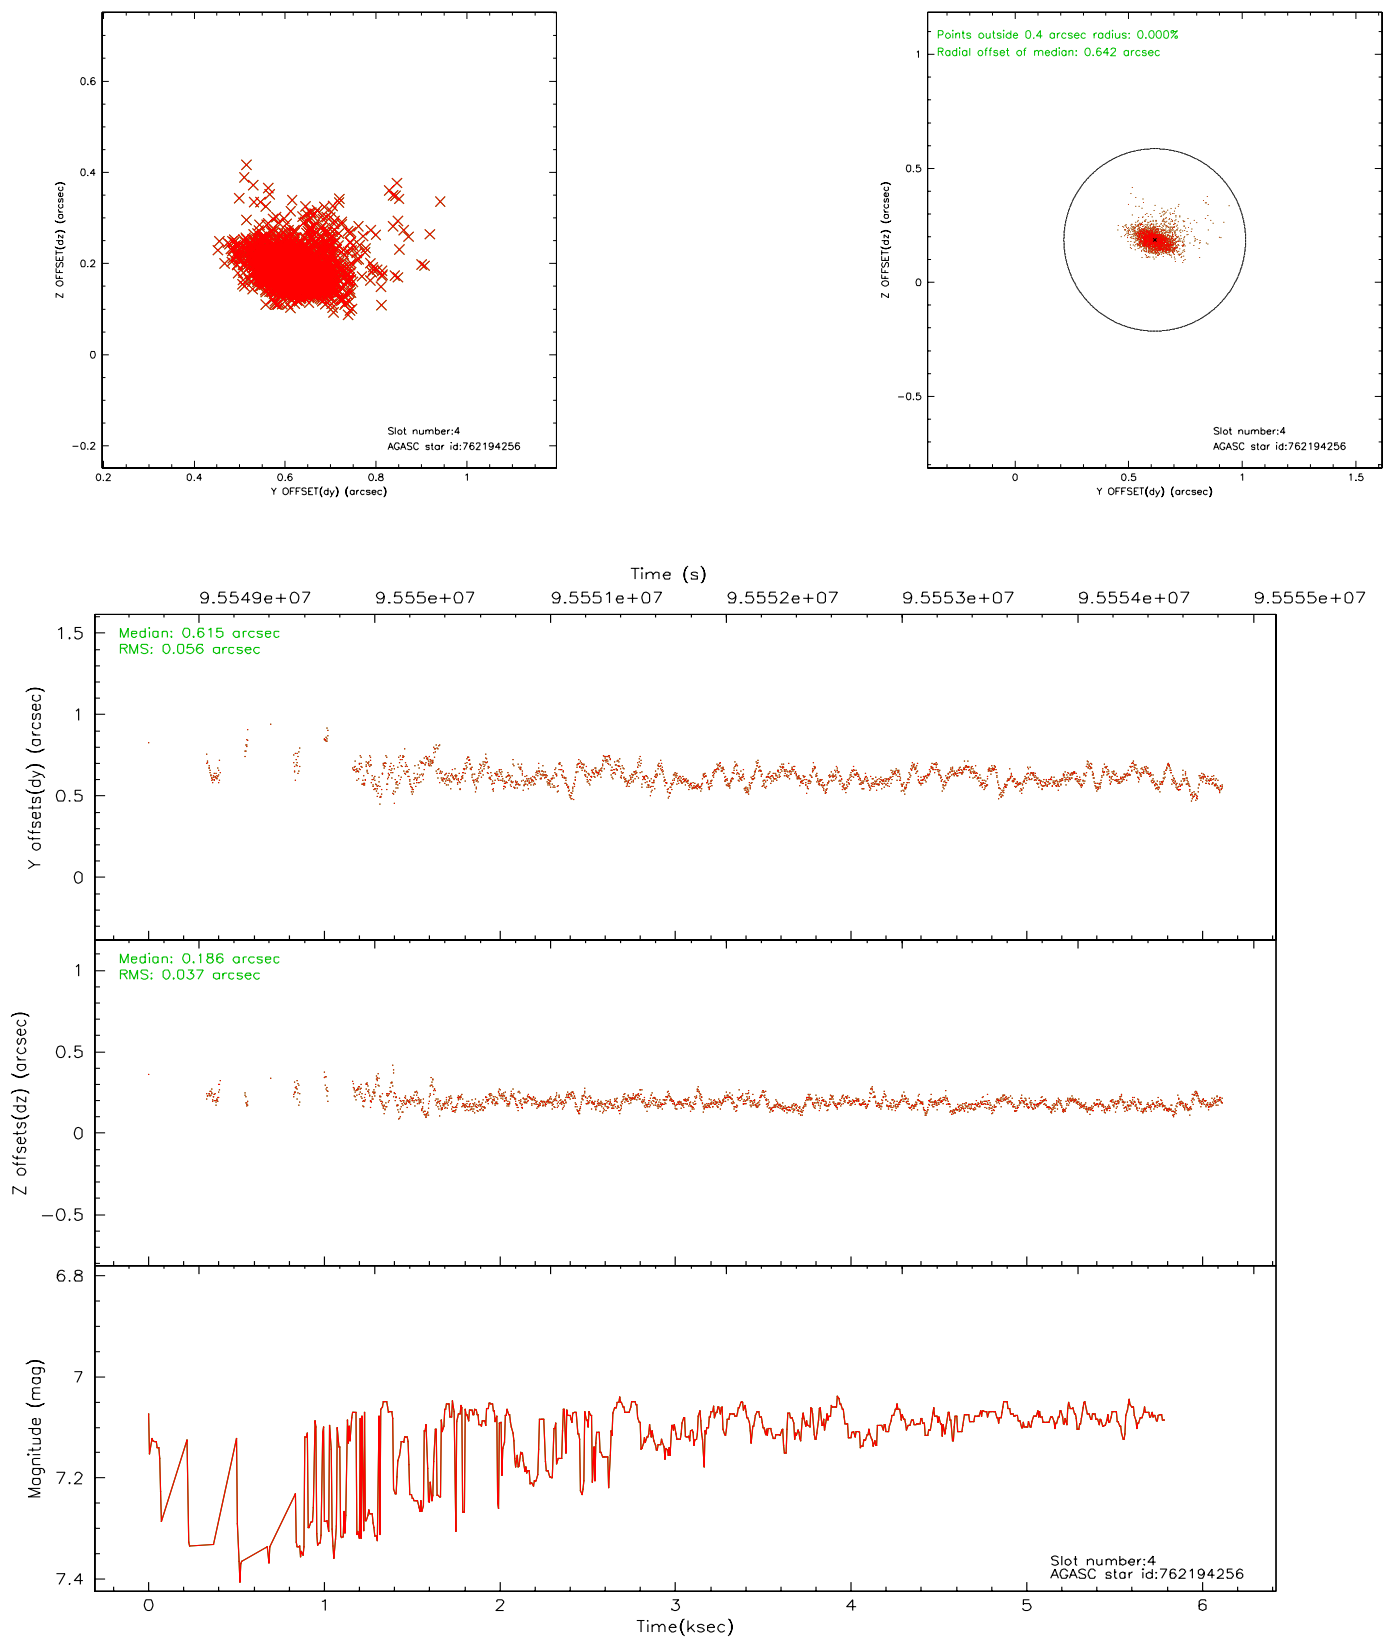 0.6
0.4
0.2
0
−0.2
0.2
0.4
0.6
0.8
1
Z OFFSET(dz) (arcsec)
Y OFFSET(dy) (arcsec)
Slot number:4
AGASC star id:762194256
Points outside 0.4 arcsec radius: 0.000%
Radial offset of median: 0.642 arcsec
1
0.5
0
−0.5
0
0.5
1
1.5
Z OFFSET(dz) (arcsec)
Y OFFSET(dy) (arcsec)
Slot number:4
AGASC star id:762194256
Time (s)
9.5549e+07 9.555e+07 9.5551e+07 9.5552e+07 9.5553e+07 9.5554e+07 9.5555e+07
Median: 0.615 arcsec
RMS: 0.056 arcsec
1.5
1
0.5
0
Y offsets(dy) (arcsec)
Median: 0.186 arcsec
RMS: 0.037 arcsec
1
0.5
0
−0.5
Z offsets(dz) (arcsec)
6.8
7
7.2
7.4
Magnitude (mag)
Slot number:4
AGASC star id:762194256
0 1 2 3 4 5 6
Time(ksec)